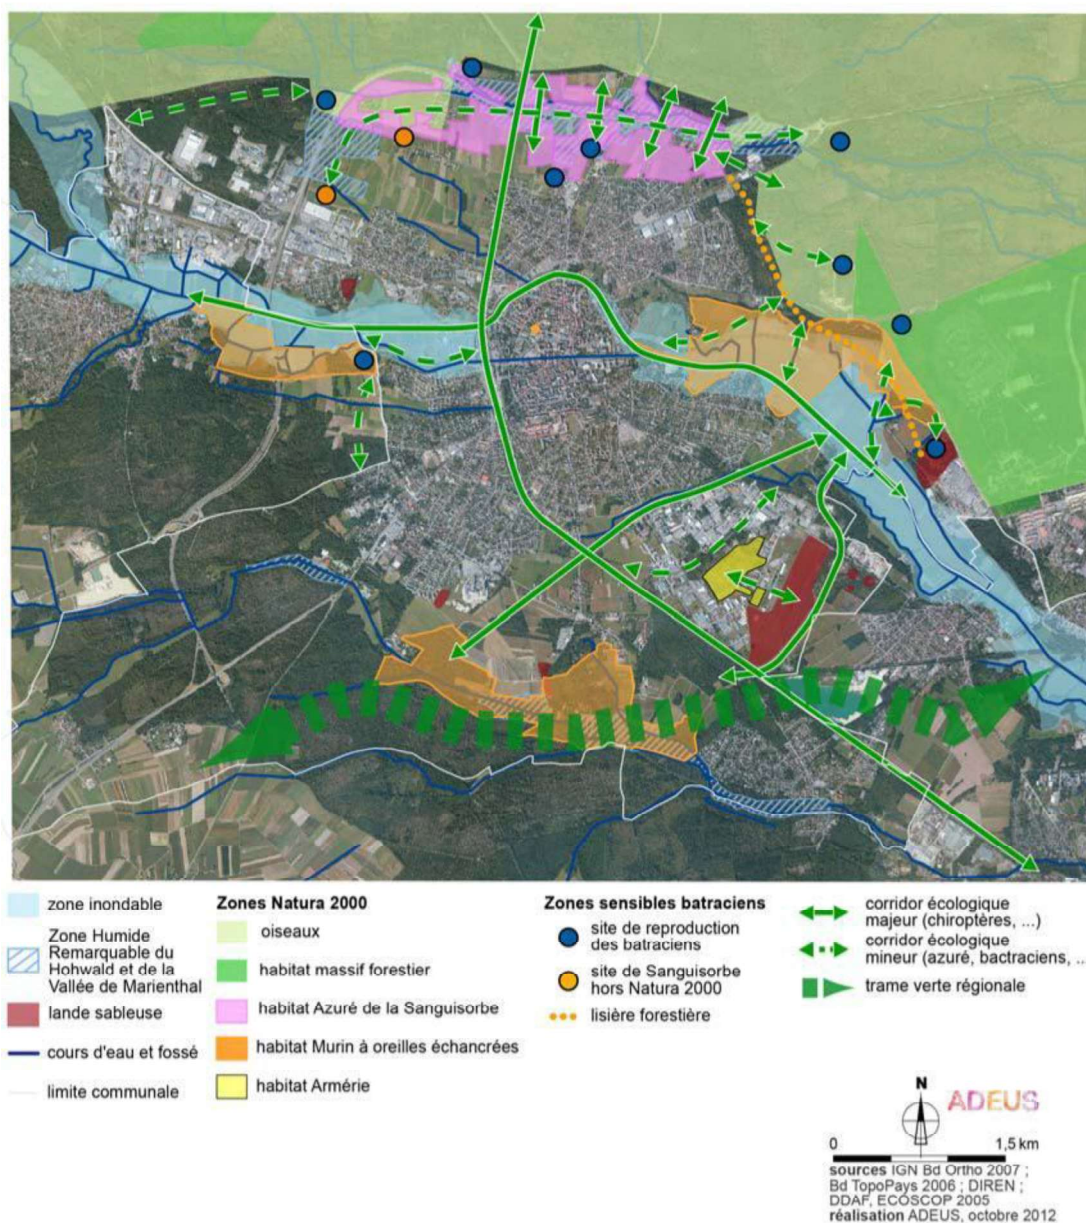 zone inondable
Zone Humide
Remarquable du
Hohwald et de la
Vallée de Marienthal
lande sableuse
cours d'eau et fossé
limite communale
Zones Natura 2000
oiseaux
habitat massif forestier
habitat Azuré de la Sanguisorbe
habitat Murin à oreilles échancrées
habitat Armérie
Zones sensibles batraciens
site de reproduction
des batraciens
site de Sanguisorbe
hors Natura 2000
lisière forestière
corridor écologique
majeur (chiroptères, ...)
corridor écologique
mineur (azuré, bactraciens, ...
trame verte régionale
N
ADEUS
0 1,5 km
sources IGN Bd Ortho 2007 ;
Bd TopoPays 2006 ; DIREN ;
DDAF, ECOSCOP 2005
réalisation ADEUS, octobre 2012